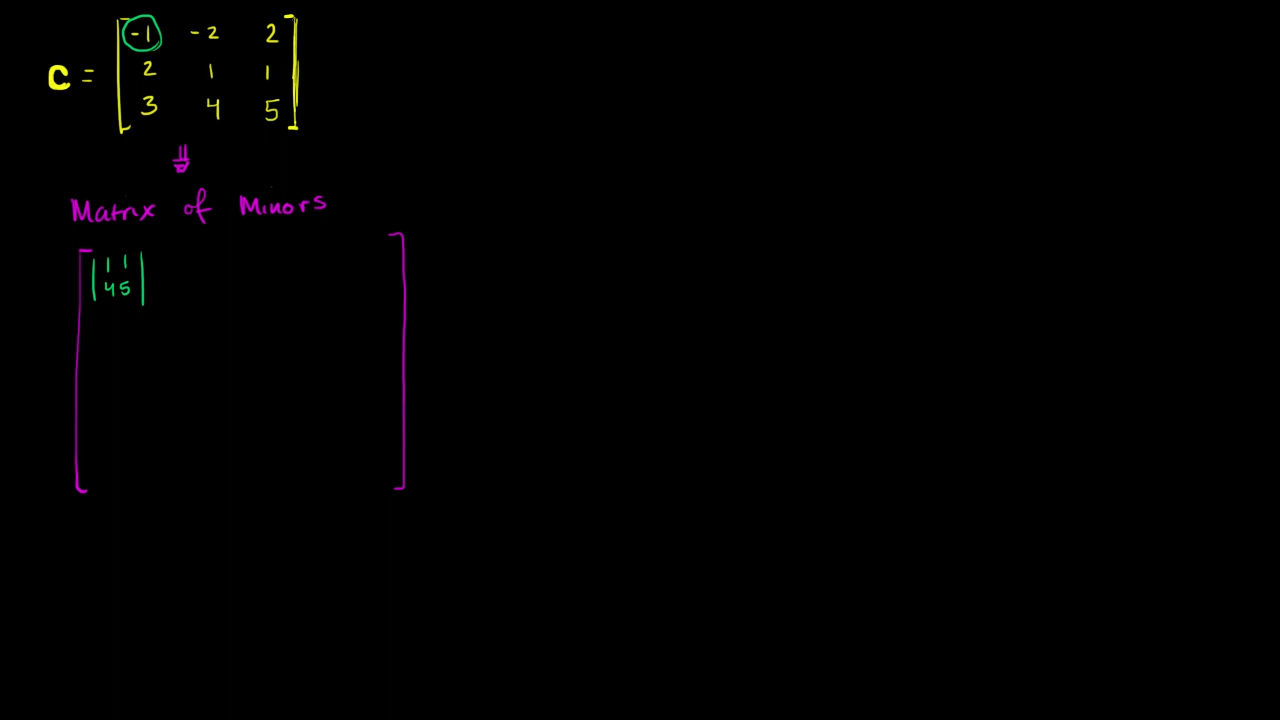 -1 -2 2
C = 2 1 1
3 4 5
⇓
Matrix of Minors
1 1
4 5